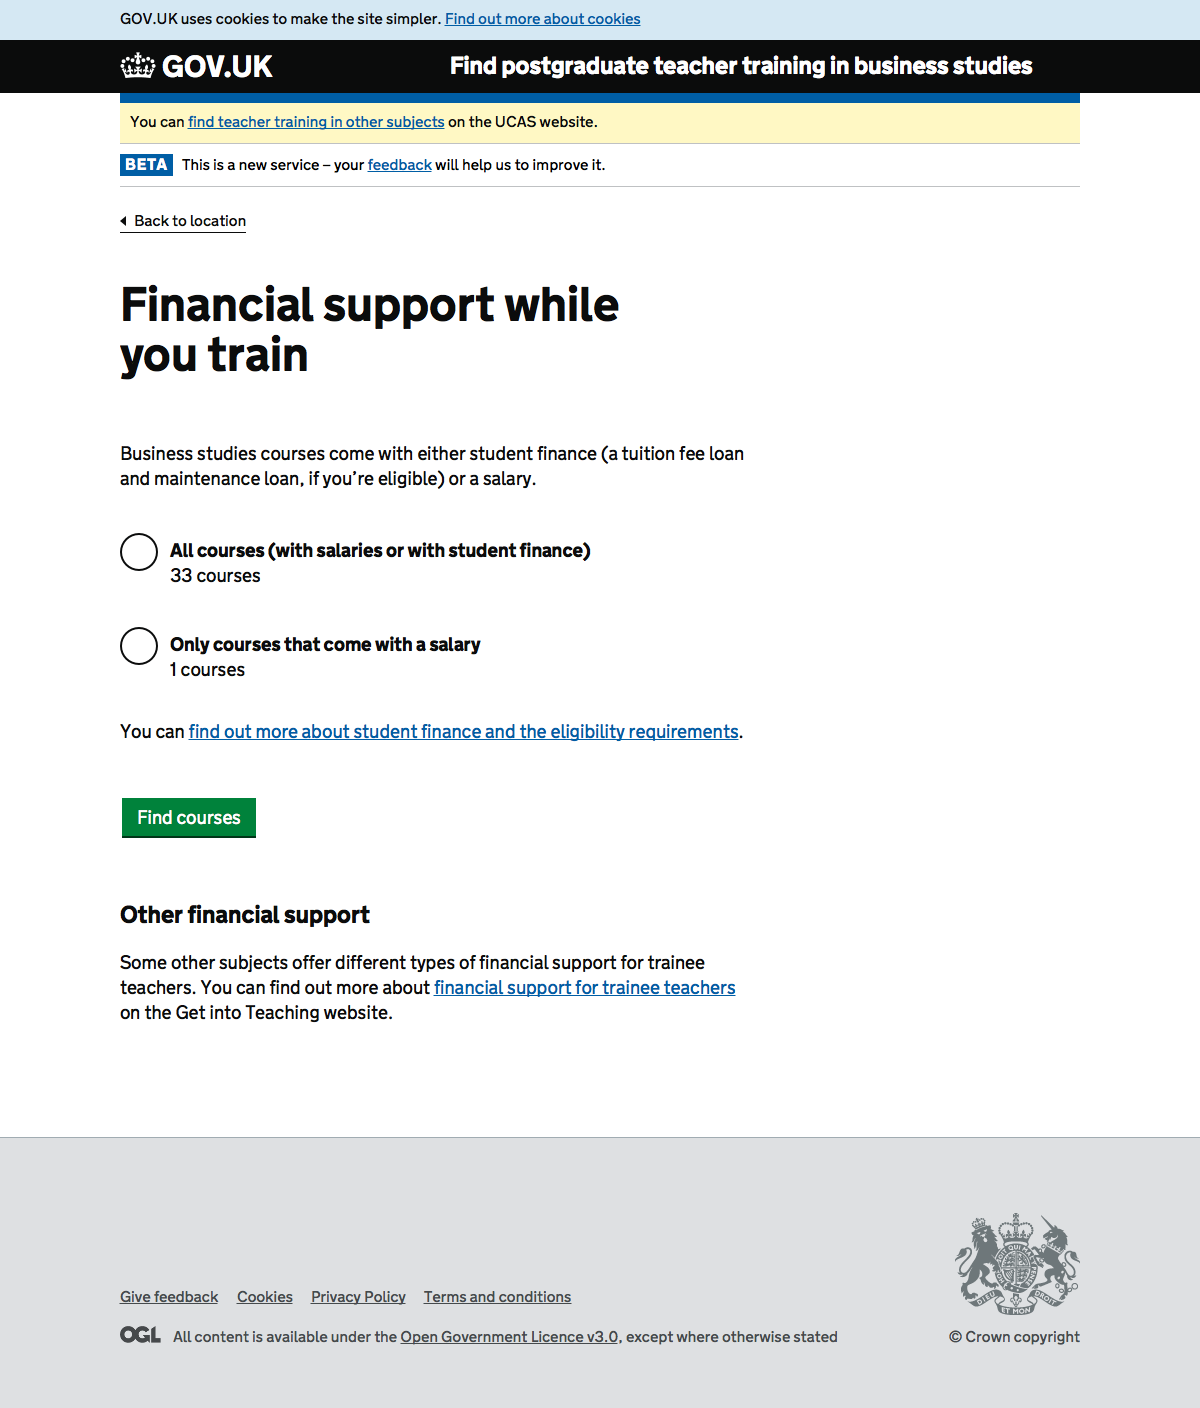 GOV.UK uses cookies to make the site simpler. Find out more about cookies
GOV.UK
Find postgraduate teacher training in business studies
You can find teacher training in other subjects on the UCAS website.
BETA This is a new service – your feedback will help us to improve it.
Back to location
Financial support while
you train
Business studies courses come with either student finance (a tuition fee loan
and maintenance loan, if you’re eligible) or a salary.
All courses (with salaries or with student finance)
33 courses
Only courses that come with a salary
1 courses
You can find out more about student finance and the eligibility requirements.
Find courses
Other financial support
Some other subjects offer different types of financial support for trainee
teachers. You can find out more about financial support for trainee teachers
on the Get into Teaching website.
Give feedback Cookies Privacy Policy Terms and conditions
OGL All content is available under the Open Government Licence v3.0, except where otherwise stated
DIEU ET MON DROIT
© Crown copyright